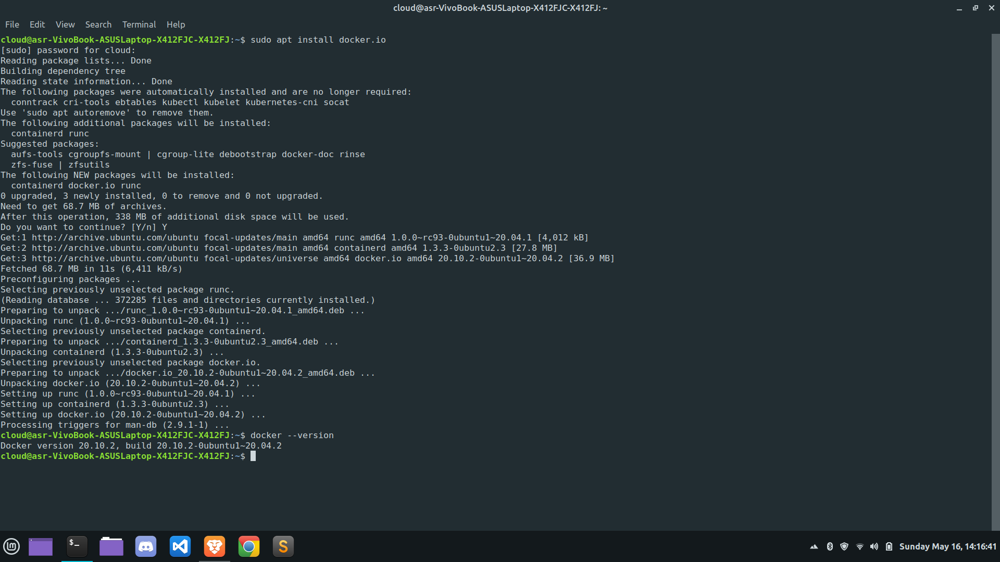 cloud@asr-VivoBook-ASUSLaptop-X412FJC-X412FJ: ~
File Edit View Search Terminal Help
cloud@asr-VivoBook-ASUSLaptop-X412FJC-X412FJ:~$ sudo apt install docker.io
[sudo] password for cloud:
Reading package lists... Done
Building dependency tree
Reading state information... Done
The following packages were automatically installed and are no longer required:
  conntrack cri-tools ebtables kubectl kubelet kubernetes-cni socat
Use 'sudo apt autoremove' to remove them.
The following additional packages will be installed:
  containerd runc
Suggested packages:
  aufs-tools cgroupfs-mount | cgroup-lite debootstrap docker-doc rinse
  zfs-fuse | zfsutils
The following NEW packages will be installed:
  containerd docker.io runc
0 upgraded, 3 newly installed, 0 to remove and 0 not upgraded.
Need to get 68.7 MB of archives.
After this operation, 338 MB of additional disk space will be used.
Do you want to continue? [Y/n] Y
Get:1 http://archive.ubuntu.com/ubuntu focal-updates/main amd64 runc amd64 1.0.0~rc93-0ubuntu1~20.04.1 [4,012 kB]
Get:2 http://archive.ubuntu.com/ubuntu focal-updates/main amd64 containerd amd64 1.3.3-0ubuntu2.3 [27.8 MB]
Get:3 http://archive.ubuntu.com/ubuntu focal-updates/universe amd64 docker.io amd64 20.10.2-0ubuntu1~20.04.2 [36.9 MB]
Fetched 68.7 MB in 11s (6,411 kB/s)
Preconfiguring packages ...
Selecting previously unselected package runc.
(Reading database ... 372285 files and directories currently installed.)
Preparing to unpack .../runc_1.0.0~rc93-0ubuntu1~20.04.1_amd64.deb ...
Unpacking runc (1.0.0~rc93-0ubuntu1~20.04.1) ...
Selecting previously unselected package containerd.
Preparing to unpack .../containerd_1.3.3-0ubuntu2.3_amd64.deb ...
Unpacking containerd (1.3.3-0ubuntu2.3) ...
Selecting previously unselected package docker.io.
Preparing to unpack .../docker.io_20.10.2-0ubuntu1~20.04.2_amd64.deb ...
Unpacking docker.io (20.10.2-0ubuntu1~20.04.2) ...
Setting up runc (1.0.0~rc93-0ubuntu1~20.04.1) ...
Setting up containerd (1.3.3-0ubuntu2.3) ...
Setting up docker.io (20.10.2-0ubuntu1~20.04.2) ...
Processing triggers for man-db (2.9.1-1) ...
cloud@asr-VivoBook-ASUSLaptop-X412FJC-X412FJ:~$ docker --version
Docker version 20.10.2, build 20.10.2-0ubuntu1~20.04.2
cloud@asr-VivoBook-ASUSLaptop-X412FJC-X412FJ:~$
Sunday May 16, 14:16:41